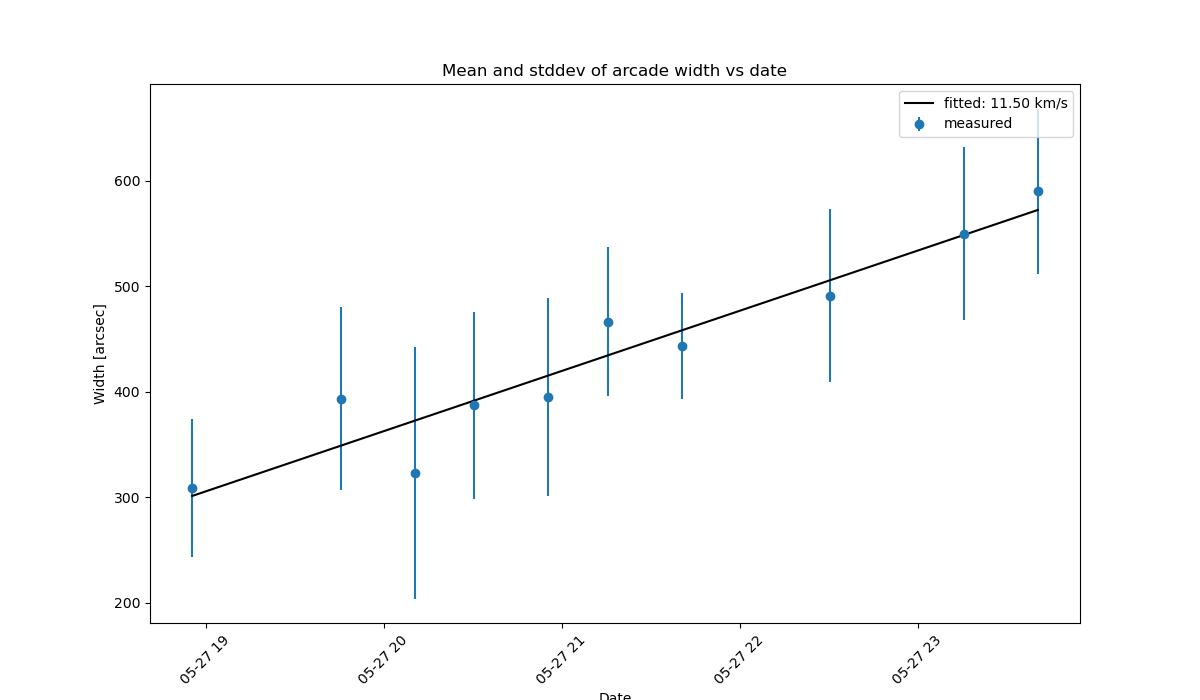 Mean and stddev of arcade width vs date
fitted: 11.50 km/s
measured
Width [arcsec]
600
500
400
300
200
05-27 19
05-27 20
05-27 21
05-27 22
05-27 23
Date